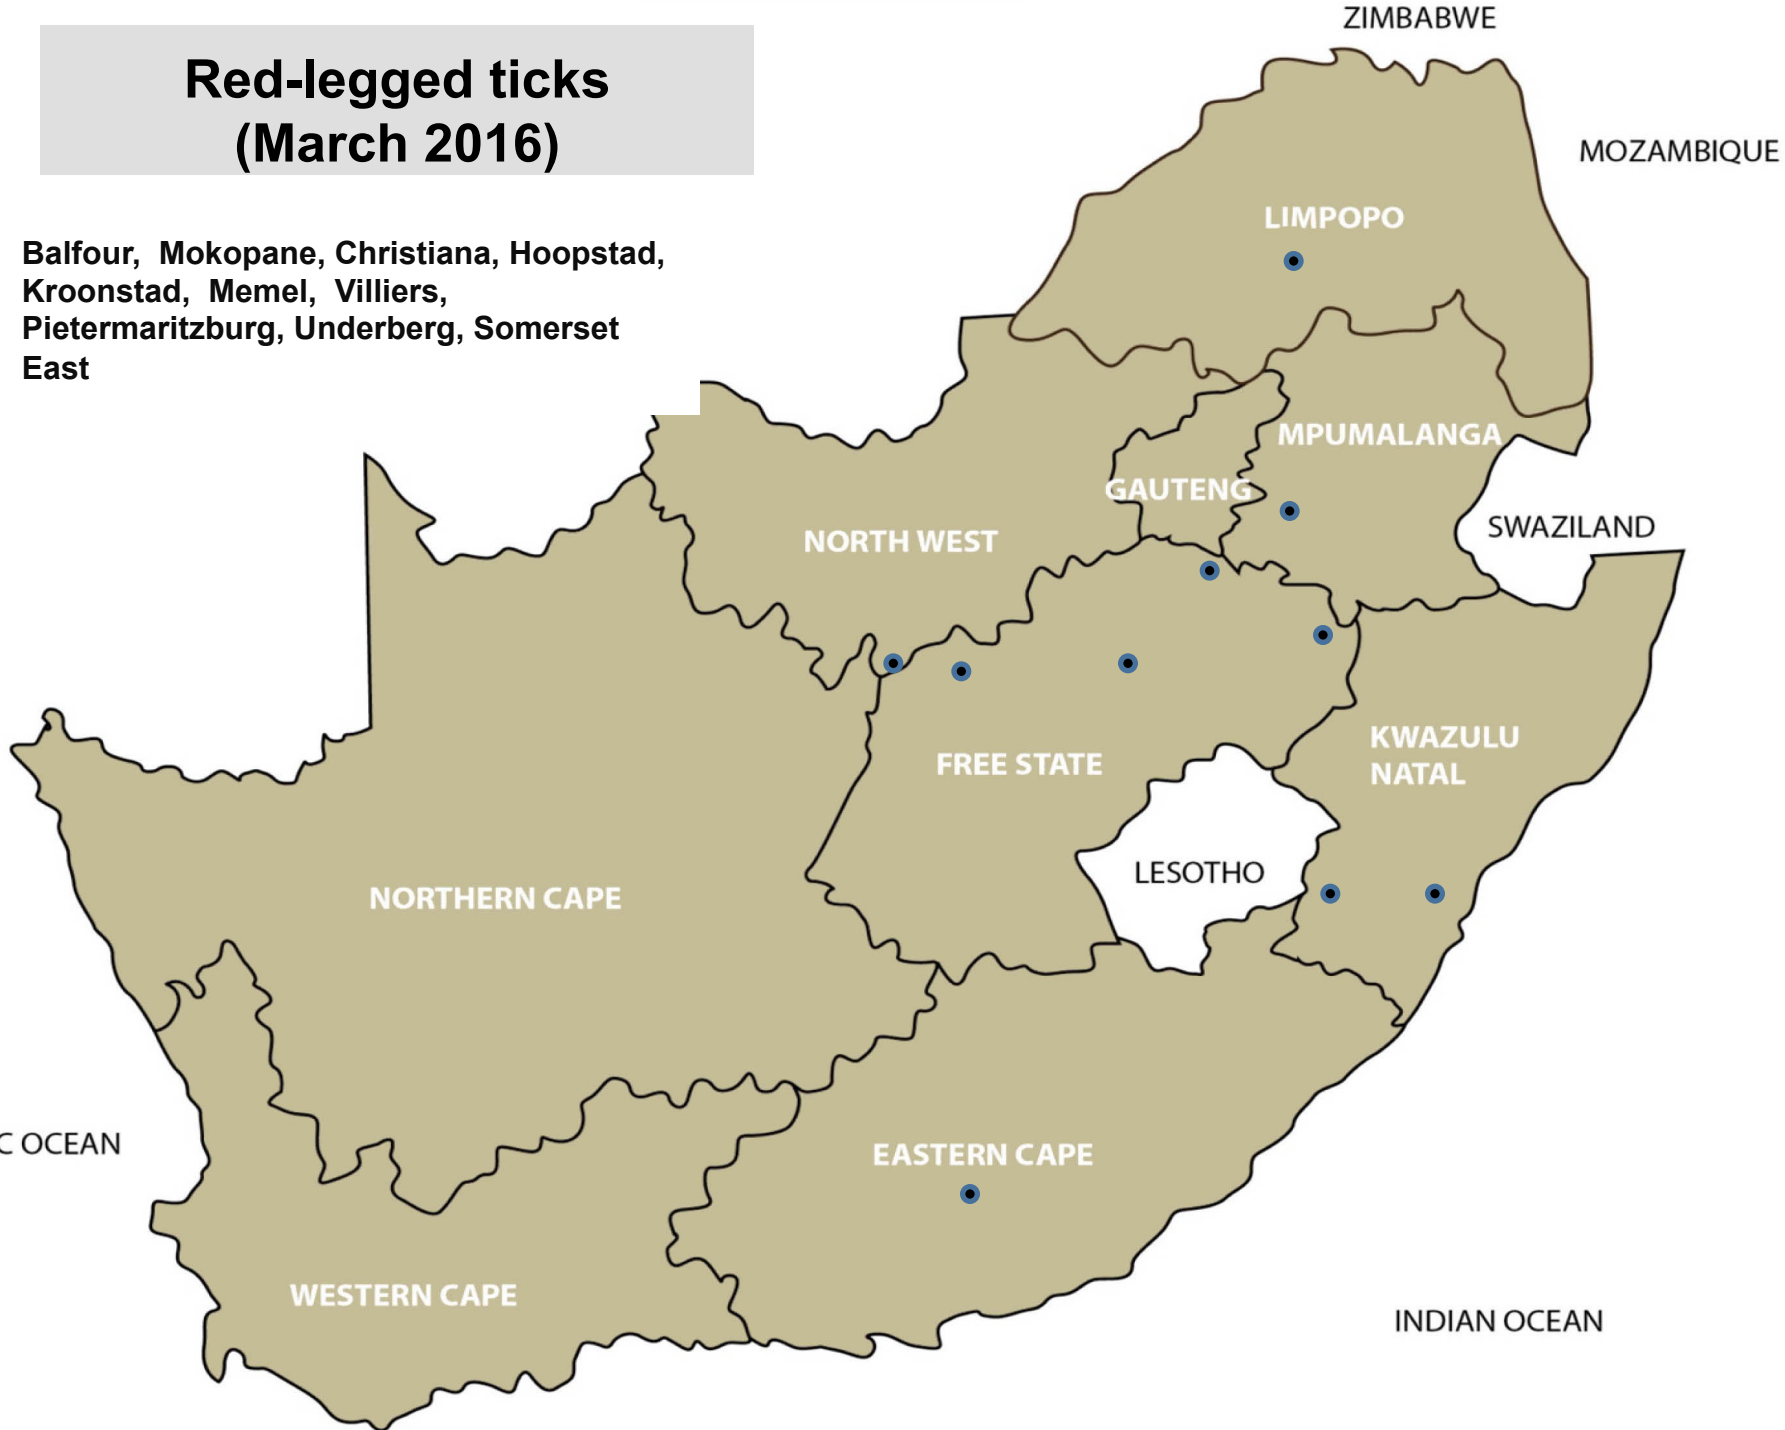 ZIMBABWE
Red-legged ticks
(March 2016)
MOZAMBIQUE
LIMPOPO
Balfour, Mokopane, Christiana, Hoopstad,
Kroonstad, Memel, Villiers,
Pietermaritzburg, Underberg, Somerset
East
MPUMALANGA
GAUTENG
NORTH WEST
SWAZILAND
KWAZULU
NATAL
FREE STATE
LESOTHO
NORTHERN CAPE
C OCEAN
EASTERN CAPE
WESTERN CAPE
INDIAN OCEAN